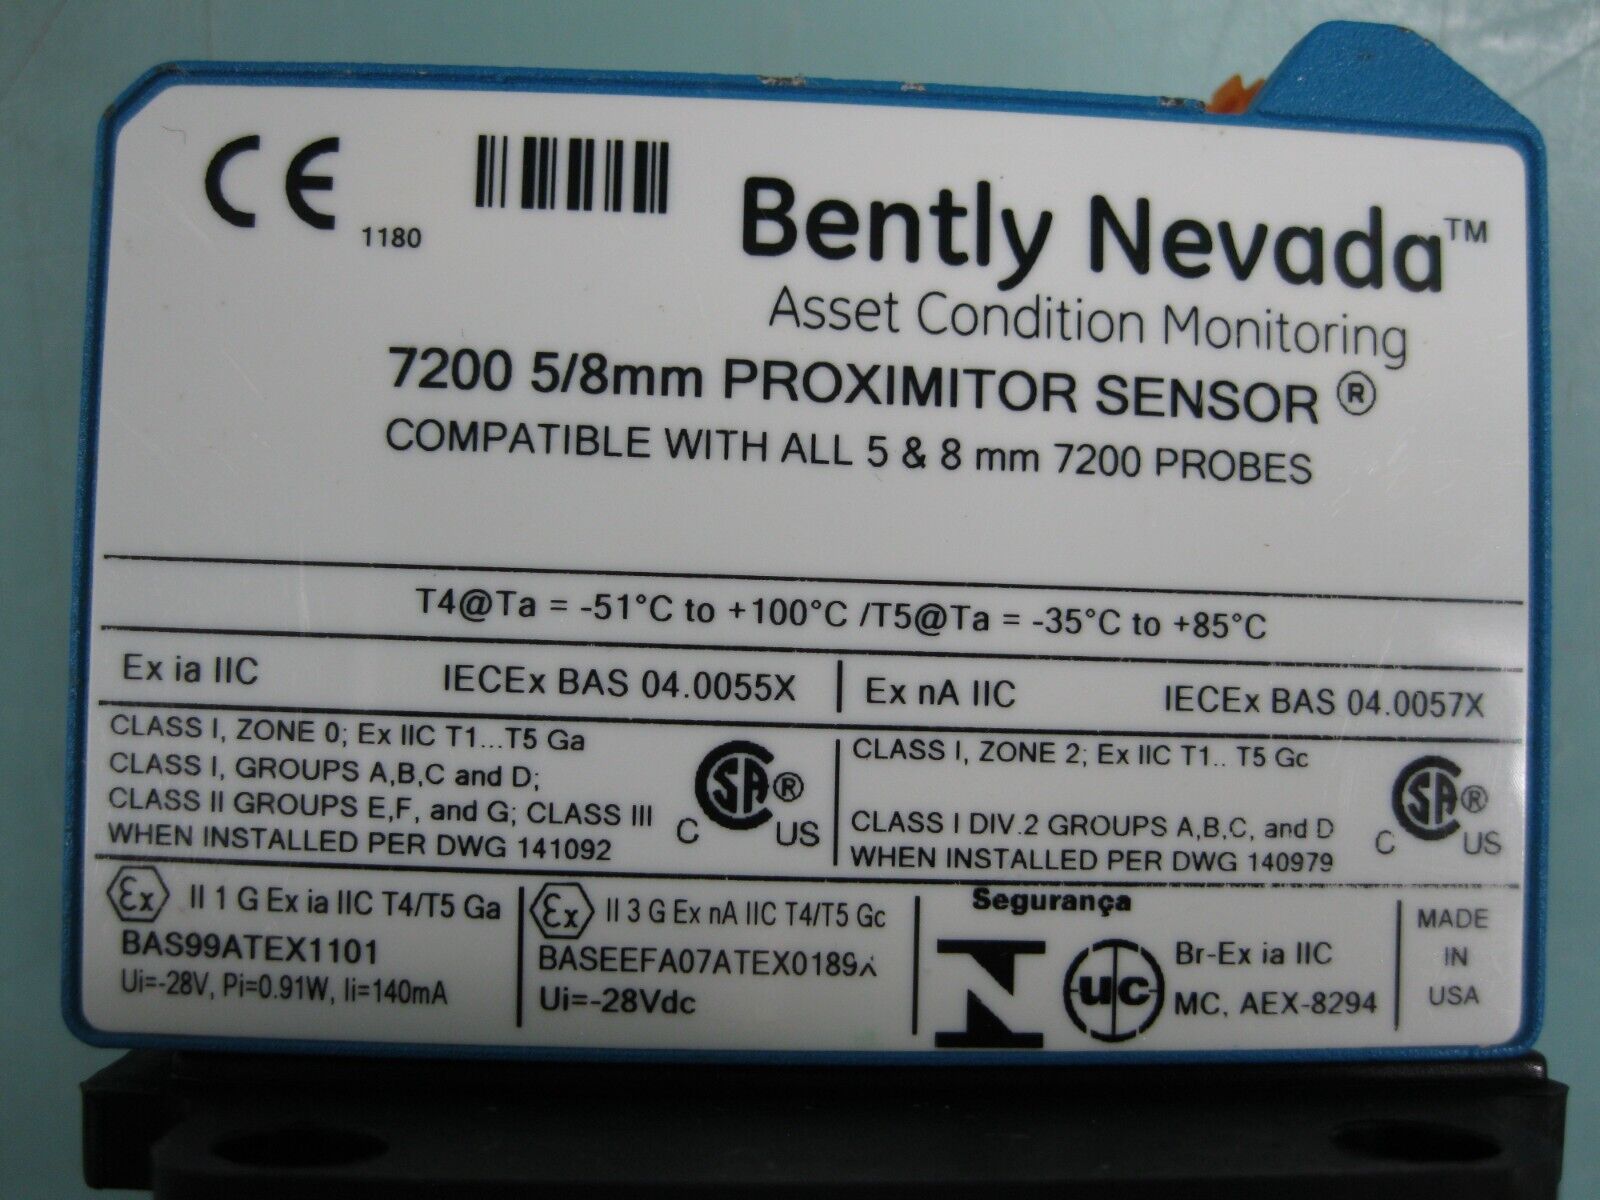 CE 1180
Bently Nevada™
Asset Condition Monitoring
7200 5/8mm PROXIMITOR SENSOR ®
COMPATIBLE WITH ALL 5 & 8 mm 7200 PROBES
T4@Ta = -51°C to +100°C /T5@Ta = -35°C to +85°C
Ex ia IIC IECEx BAS 04.0055X
Ex nA IIC IECEx BAS 04.0057X
CLASS I, ZONE 0; Ex IIC T1...T5 Ga
CLASS I, GROUPS A,B,C and D;
CLASS II GROUPS E,F, and G; CLASS III
WHEN INSTALLED PER DWG 141092
C SA ® US
CLASS I, ZONE 2; Ex IIC T1.. T5 Gc
CLASS I DIV.2 GROUPS A,B,C, and D
WHEN INSTALLED PER DWG 140979
C SA ® US
Ex II 1 G Ex ia IIC T4/T5 Ga
BAS99ATEX1101
Ui=-28V, Pi=0.91W, Ii=140mA
Ex II 3 G Ex nA IIC T4/T5 Gc
BASEEFA07ATEX0189X
Ui=-28Vdc
Segurança
N UC
Br-Ex ia IIC
MC, AEX-8294
MADE
IN
USA